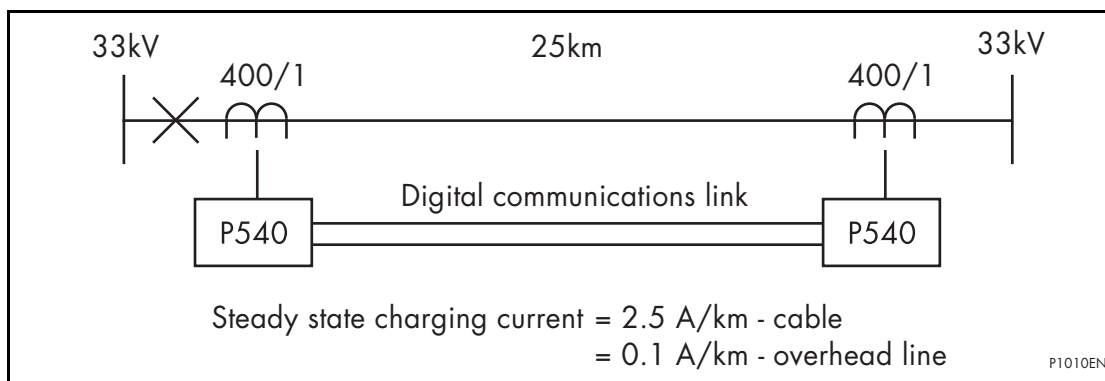 33kV 25km 33kV
400/1 400/1
Digital communications link
P540 P540
Steady state charging current = 2.5 A/km - cable
= 0.1 A/km - overhead line
P1010EN